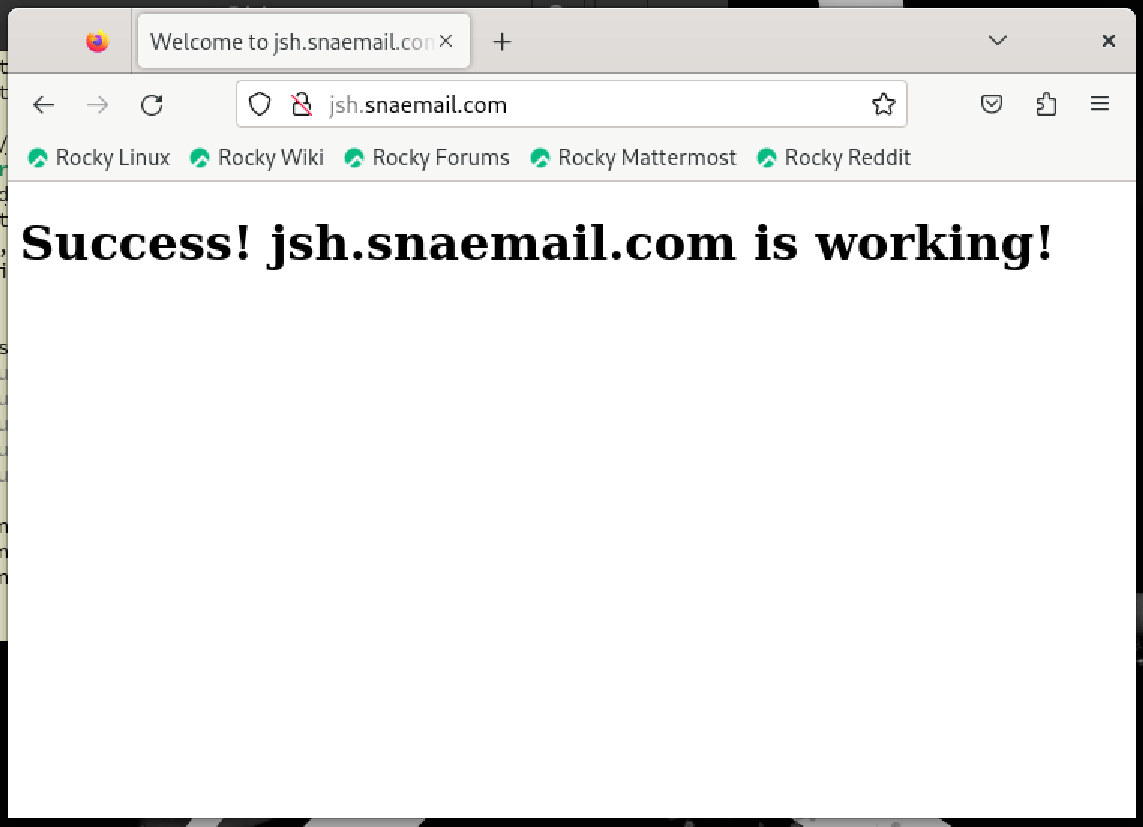 Welcome to jsh.snaemail.com
jsh.snaemail.com
Rocky Linux Rocky Wiki Rocky Forums Rocky Mattermost Rocky Reddit
Success! jsh.snaemail.com is working!